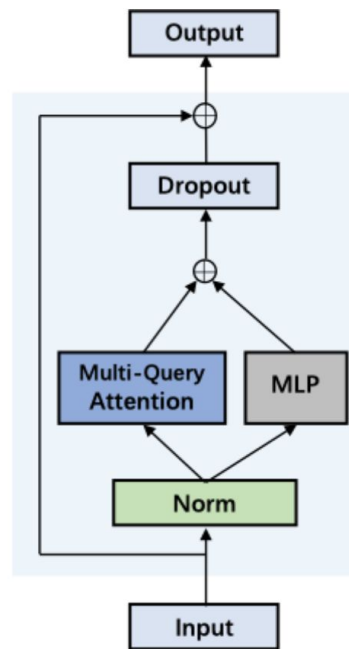 Output
Dropout
Multi-Query
Attention
MLP
Norm
Input